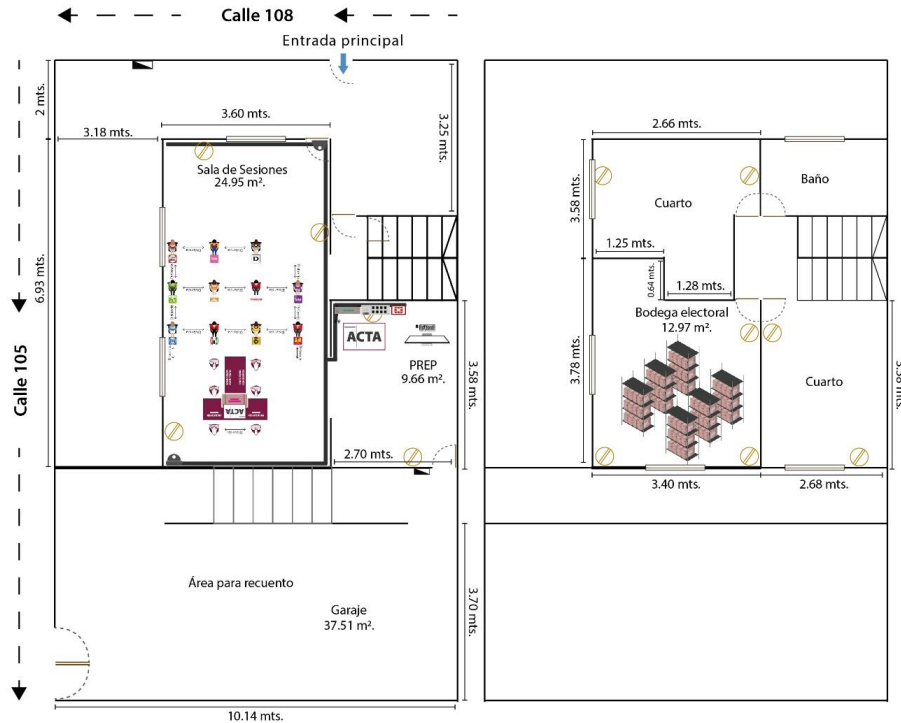 Calle 108
Entrada principal
2 mts.
3.60 mts.
3.18 mts.
3.25 mts.
2.66 mts.
Sala de Sesiones
24.95 m².
Baño
Cuarto
3.58 mts.
1.25 mts.
0.64 mts.
1.28 mts.
6.93 mts.
Bodega electoral
12.97 m².
ACTA
PREP
9.66 m².
3.58 mts.
3.78 mts.
Cuarto
3.58 mts.
Calle 105
ACTA
2.70 mts.
3.40 mts.
2.68 mts.
Área para recuento
Garaje
37.51 m².
3.70 mts.
10.14 mts.